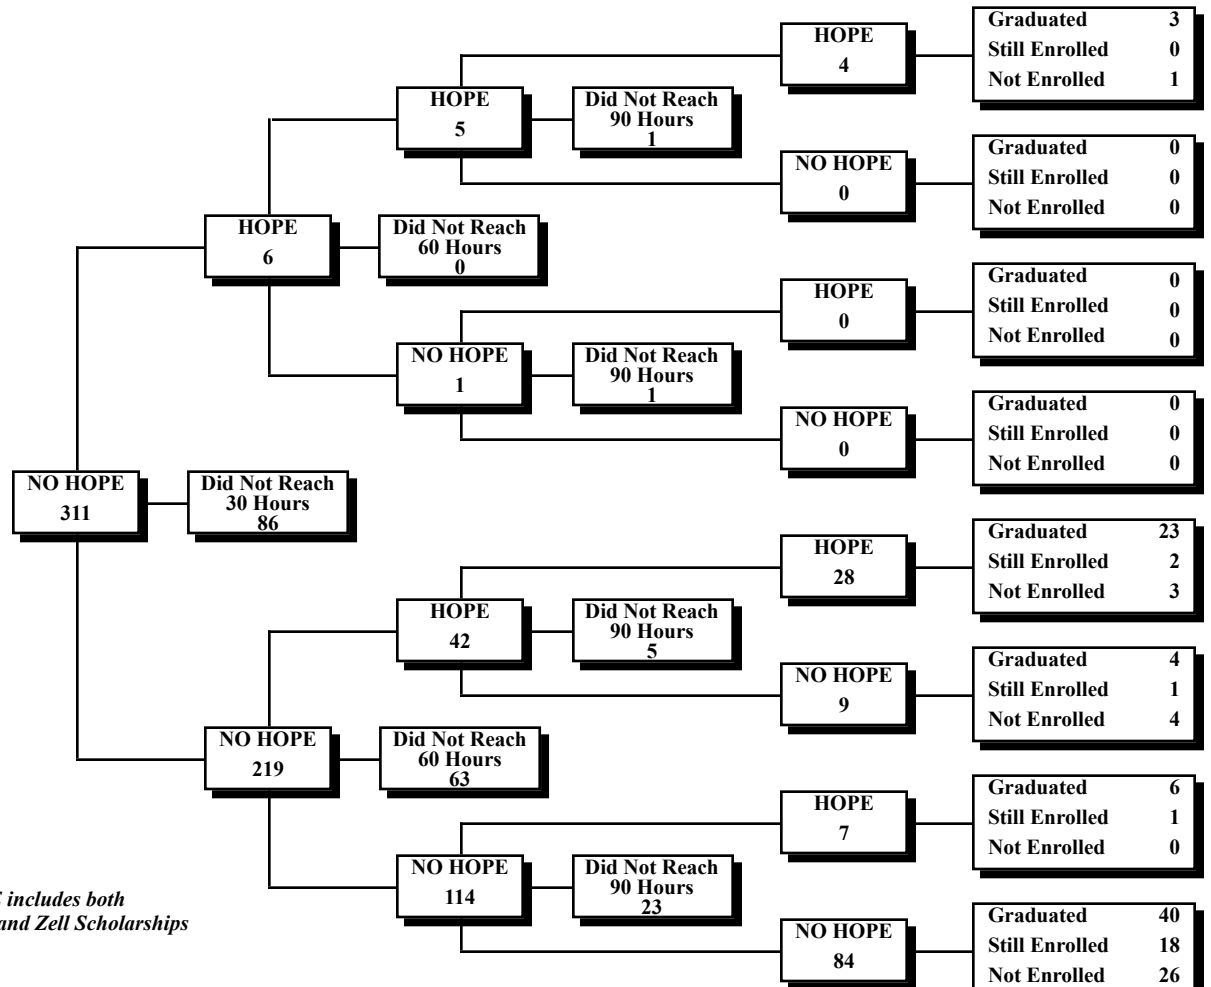 HOPE
4
Graduated 3
Still Enrolled 0
Not Enrolled 1
HOPE
5
Did Not Reach
90 Hours
1
NO HOPE
0
Graduated 0
Still Enrolled 0
Not Enrolled 0
HOPE
6
Did Not Reach
60 Hours
0
HOPE
0
Graduated 0
Still Enrolled 0
Not Enrolled 0
NO HOPE
1
Did Not Reach
90 Hours
1
NO HOPE
0
Graduated 0
Still Enrolled 0
Not Enrolled 0
NO HOPE
311
Did Not Reach
30 Hours
86
HOPE
28
Graduated 23
Still Enrolled 2
Not Enrolled 3
HOPE
42
Did Not Reach
90 Hours
5
NO HOPE
9
Graduated 4
Still Enrolled 1
Not Enrolled 4
NO HOPE
219
Did Not Reach
60 Hours
63
HOPE
7
Graduated 6
Still Enrolled 1
Not Enrolled 0
NO HOPE
114
Did Not Reach
90 Hours
23
NO HOPE
84
Graduated 40
Still Enrolled 18
Not Enrolled 26
includes both
and Zell Scholarships